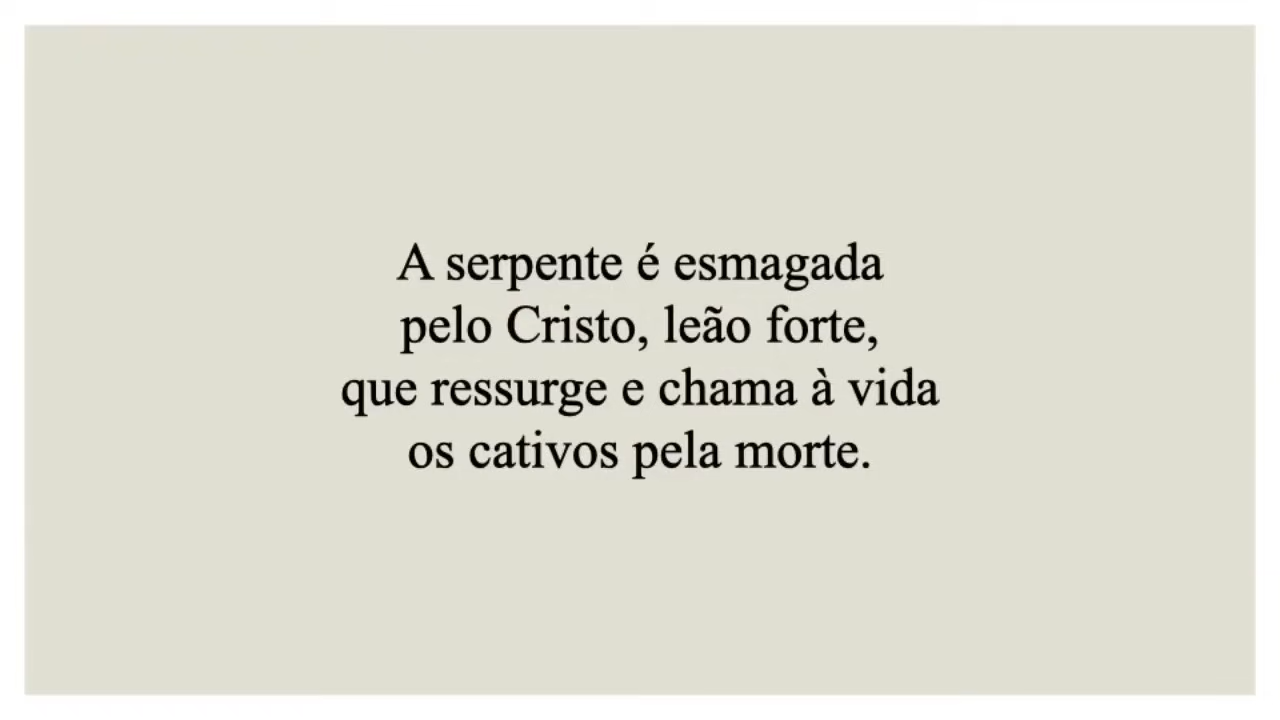 A serpente é esmagada
pelo Cristo, leão forte,
que ressurge e chama à vida
os cativos pela morte.